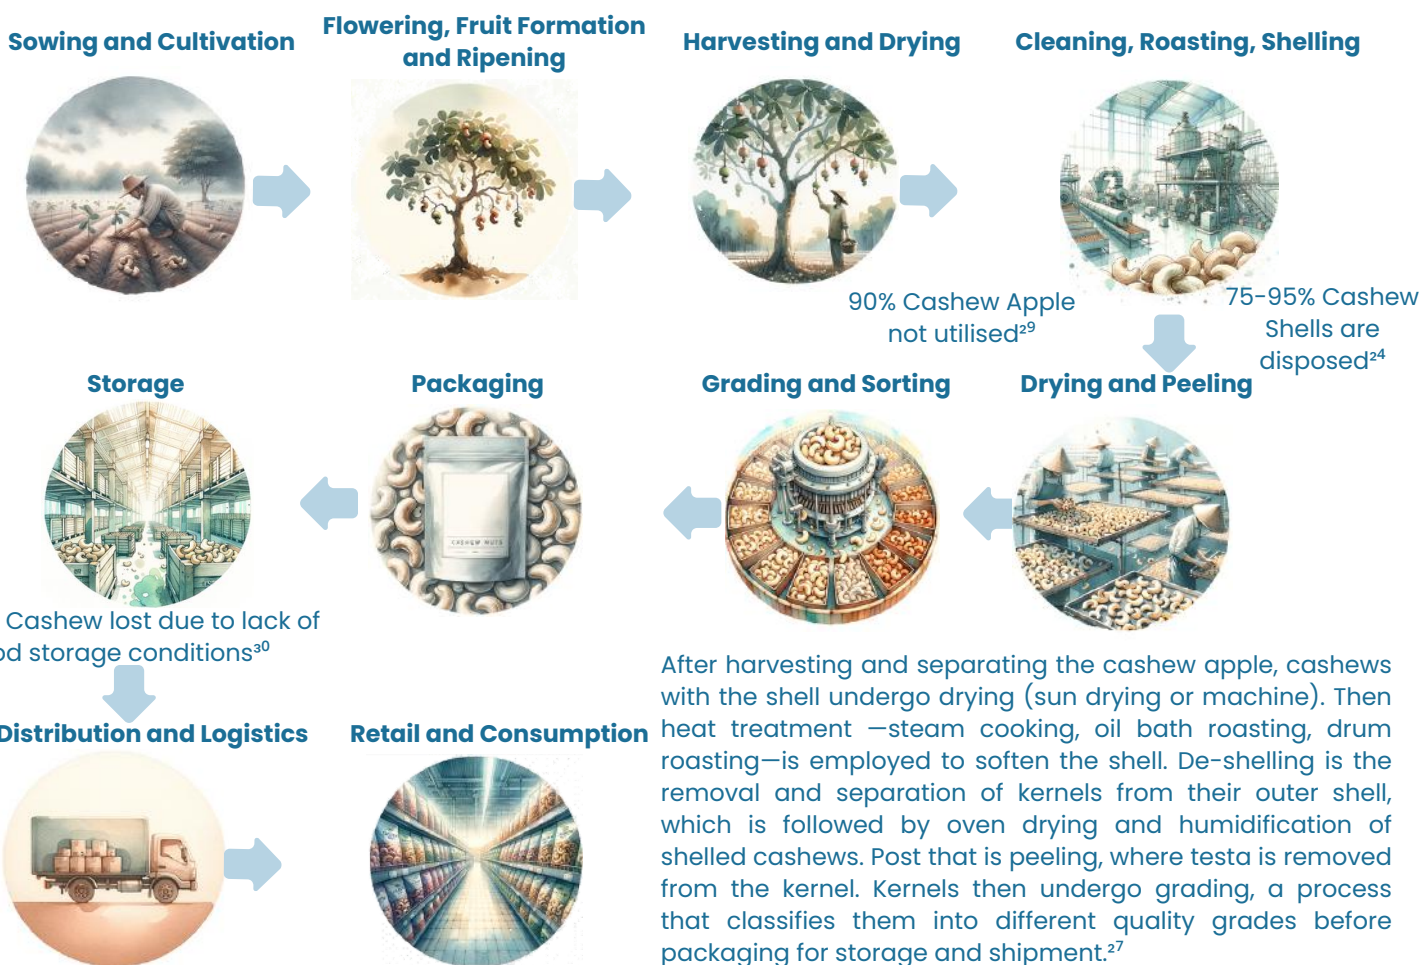 Sowing and Cultivation
Flowering, Fruit Formation
and Ripening
Harvesting and Drying
Cleaning, Roasting, Shelling
90% Cashew Apple
not utilised²⁹
75-95% Cashew
Shells are
disposed²⁴
Storage
Packaging
Grading and Sorting
Drying and Peeling
CASHEW NUTS
Cashew lost due to lack of
storage conditions³⁰
Distribution and Logistics
Retail and Consumption
After harvesting and separating the cashew apple, cashews
with the shell undergo drying (sun drying or machine). Then
heat treatment —steam cooking, oil bath roasting, drum
roasting—is employed to soften the shell. De-shelling is the
removal and separation of kernels from their outer shell,
which is followed by oven drying and humidification of
shelled cashews. Post that is peeling, where testa is removed
from the kernel. Kernels then undergo grading, a process
that classifies them into different quality grades before
packaging for storage and shipment.²⁷